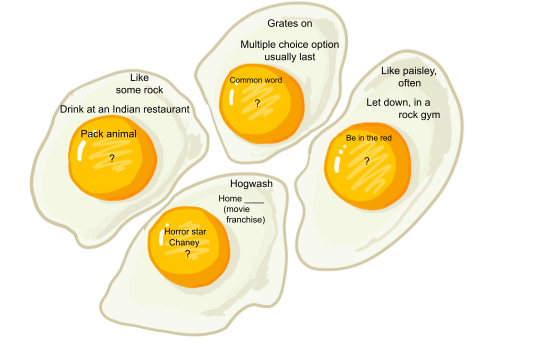 Grates on
Multiple choice option
usually last
Common word
?
Like
some rock
Drink at an Indian restaurant
Pack animal
?
Like paisley,
often
Let down, in a
rock gym
Be in the red
?
Hogwash
Home ____
(movie
franchise)
Horror star
Chaney
?